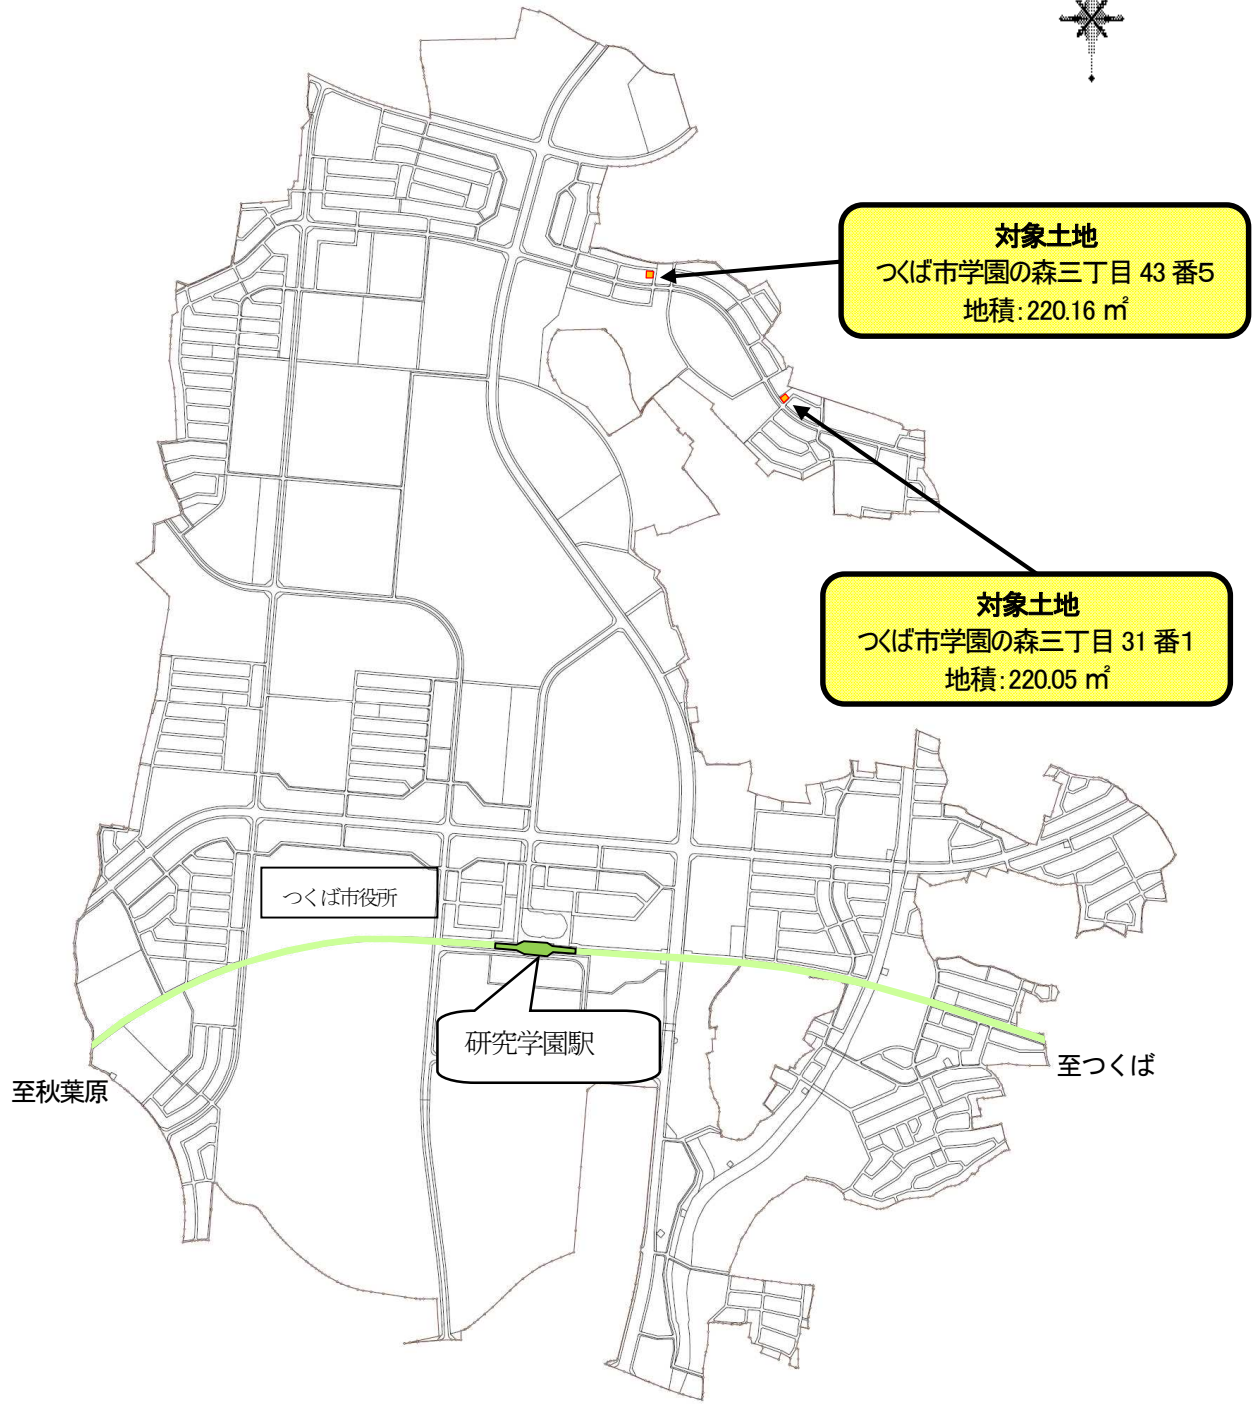 対象土地
つくば市学園の森三丁目 43 番5
地積:220.16 ㎡
対象土地
つくば市学園の森三丁目 31 番1
地積:220.05 ㎡
つくば市役所
研究学園駅
至つくば
至秋葉原